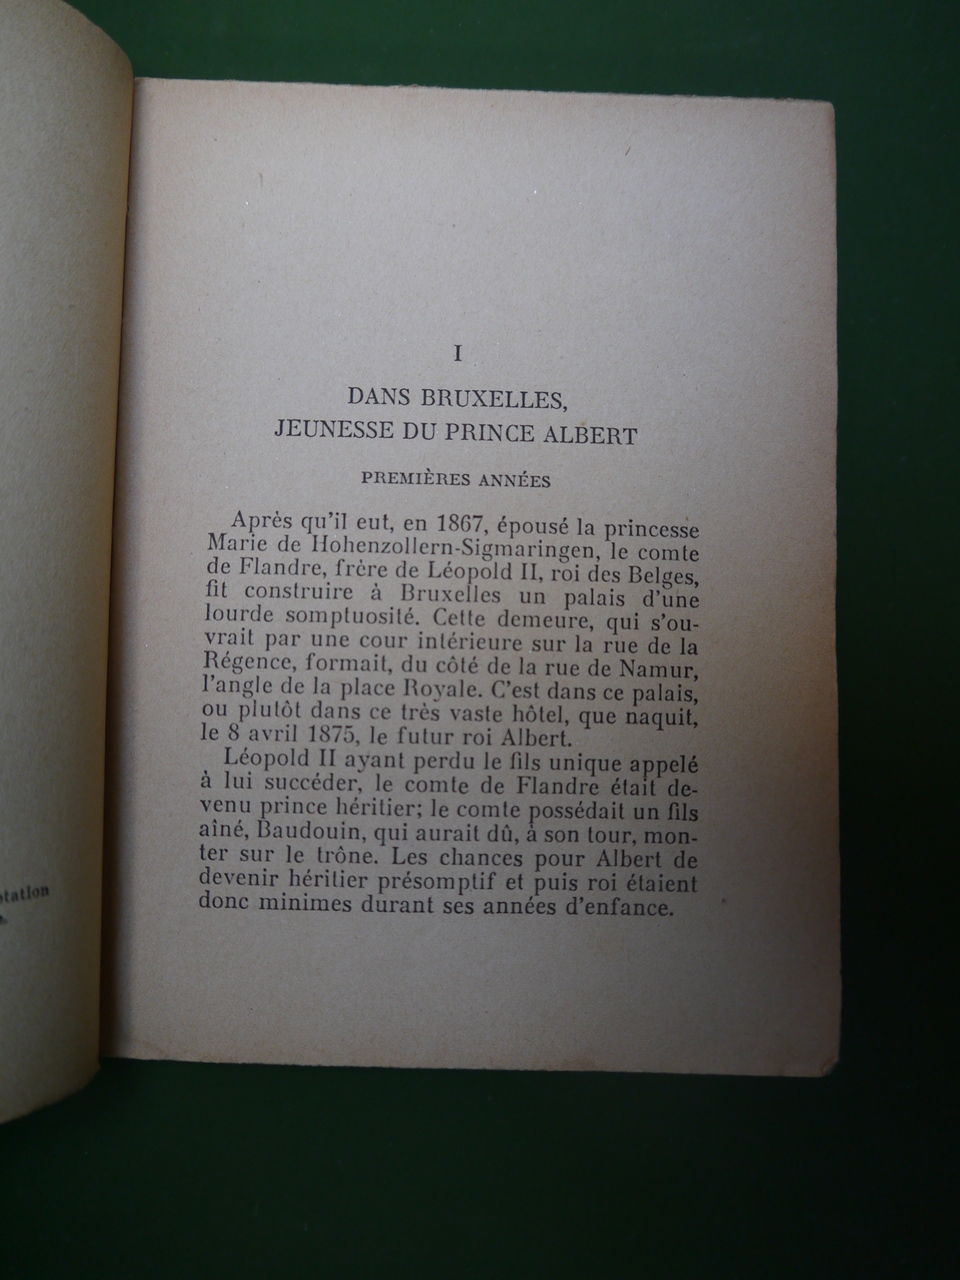 I
DANS BRUXELLES,
JEUNESSE DU PRINCE ALBERT
PREMIÈRES ANNÉES
Après qu'il eut, en 1867, épousé la princesse
Marie de Hohenzollern-Sigmaringen, le comte
de Flandre, frère de Léopold II, roi des Belges,
fit construire à Bruxelles un palais d'une
lourde somptuosité. Cette demeure, qui s'ou-
vrait par une cour intérieure sur la rue de la
Régence, formait, du côté de la rue de Namur,
l'angle de la place Royale. C'est dans ce palais,
ou plutôt dans ce très vaste hôtel, que naquit,
le 8 avril 1875, le futur roi Albert.
Léopold II ayant perdu le fils unique appelé
à lui succéder, le comte de Flandre était de-
venu prince héritier; le comte possédait un fils
aîné, Baudouin, qui aurait dû, à son tour, mon-
ter sur le trône. Les chances pour Albert de
devenir héritier présomptif et puis roi étaient
donc minimes durant ses années d'enfance.